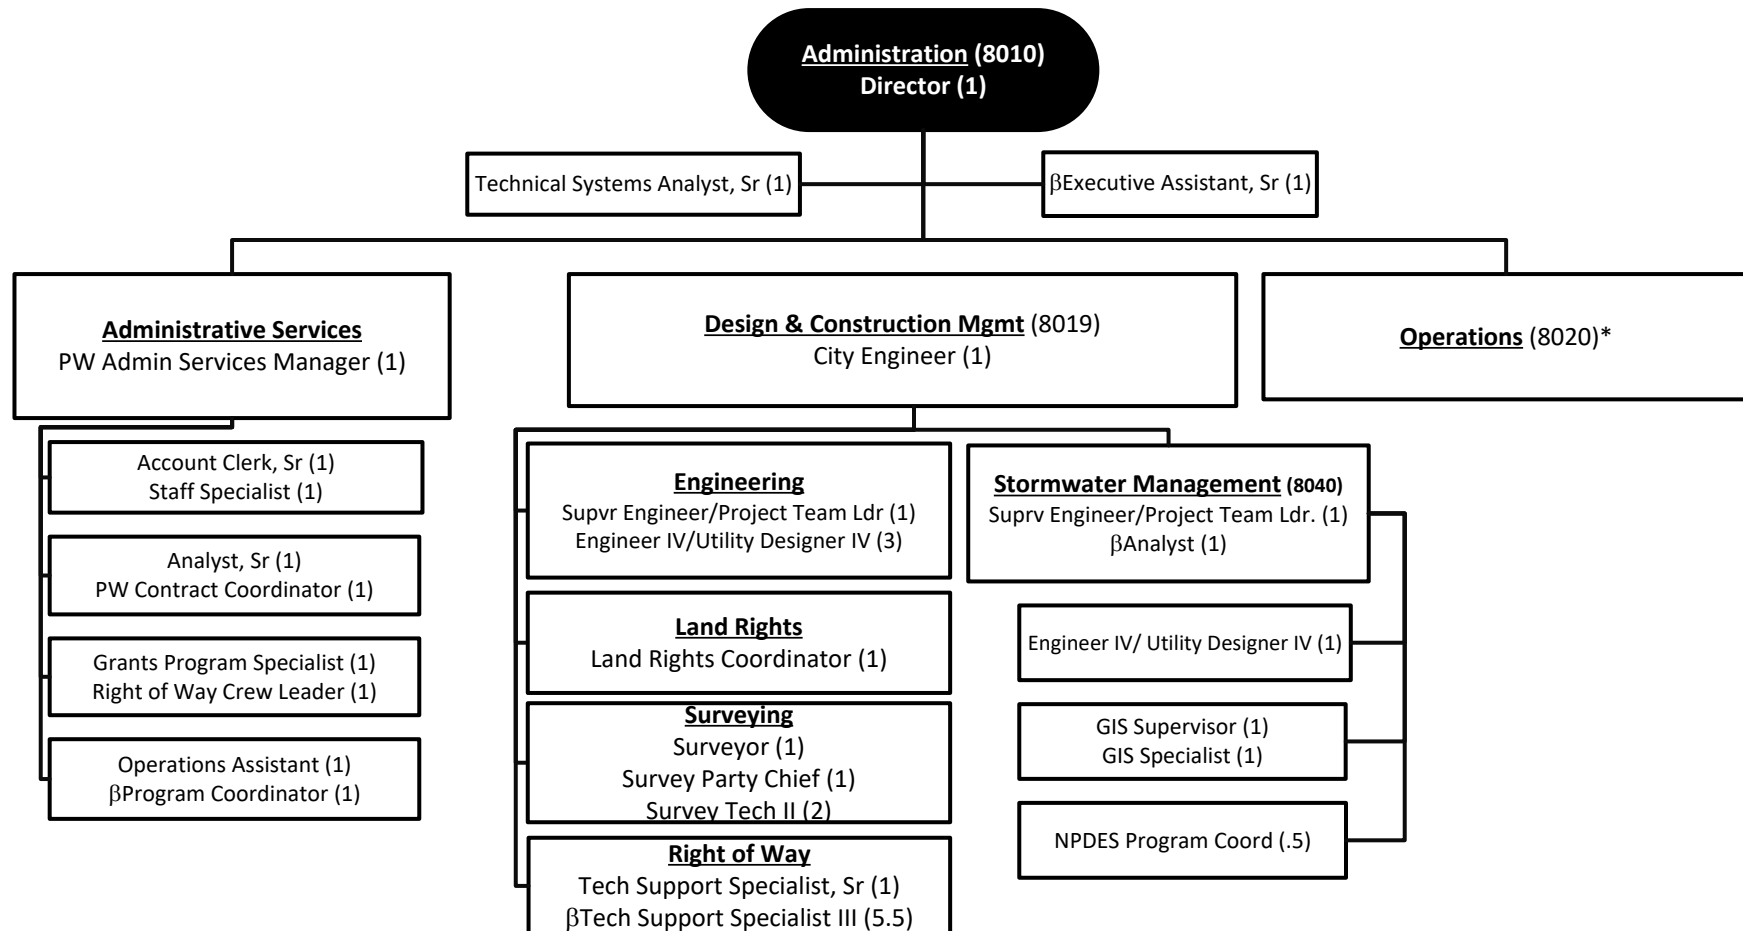 Administration (8010)
Director (1)
Technical Systems Analyst, Sr (1)
βExecutive Assistant, Sr (1)
Administrative Services
PW Admin Services Manager (1)
Design & Construction Mgmt (8019)
City Engineer (1)
Operations (8020)*
Account Clerk, Sr (1)
Staff Specialist (1)
Analyst, Sr (1)
PW Contract Coordinator (1)
Grants Program Specialist (1)
Right of Way Crew Leader (1)
Operations Assistant (1)
βProgram Coordinator (1)
Engineering
Supvr Engineer/Project Team Ldr (1)
Engineer IV/Utility Designer IV (3)
Land Rights
Land Rights Coordinator (1)
Surveying
Surveyor (1)
Survey Party Chief (1)
Survey Tech II (2)
Right of Way
Tech Support Specialist, Sr (1)
βTech Support Specialist III (5.5)
Stormwater Management (8040)
Suprv Engineer/Project Team Ldr. (1)
βAnalyst (1)
Engineer IV/ Utility Designer IV (1)
GIS Supervisor (1)
GIS Specialist (1)
NPDES Program Coord (.5)